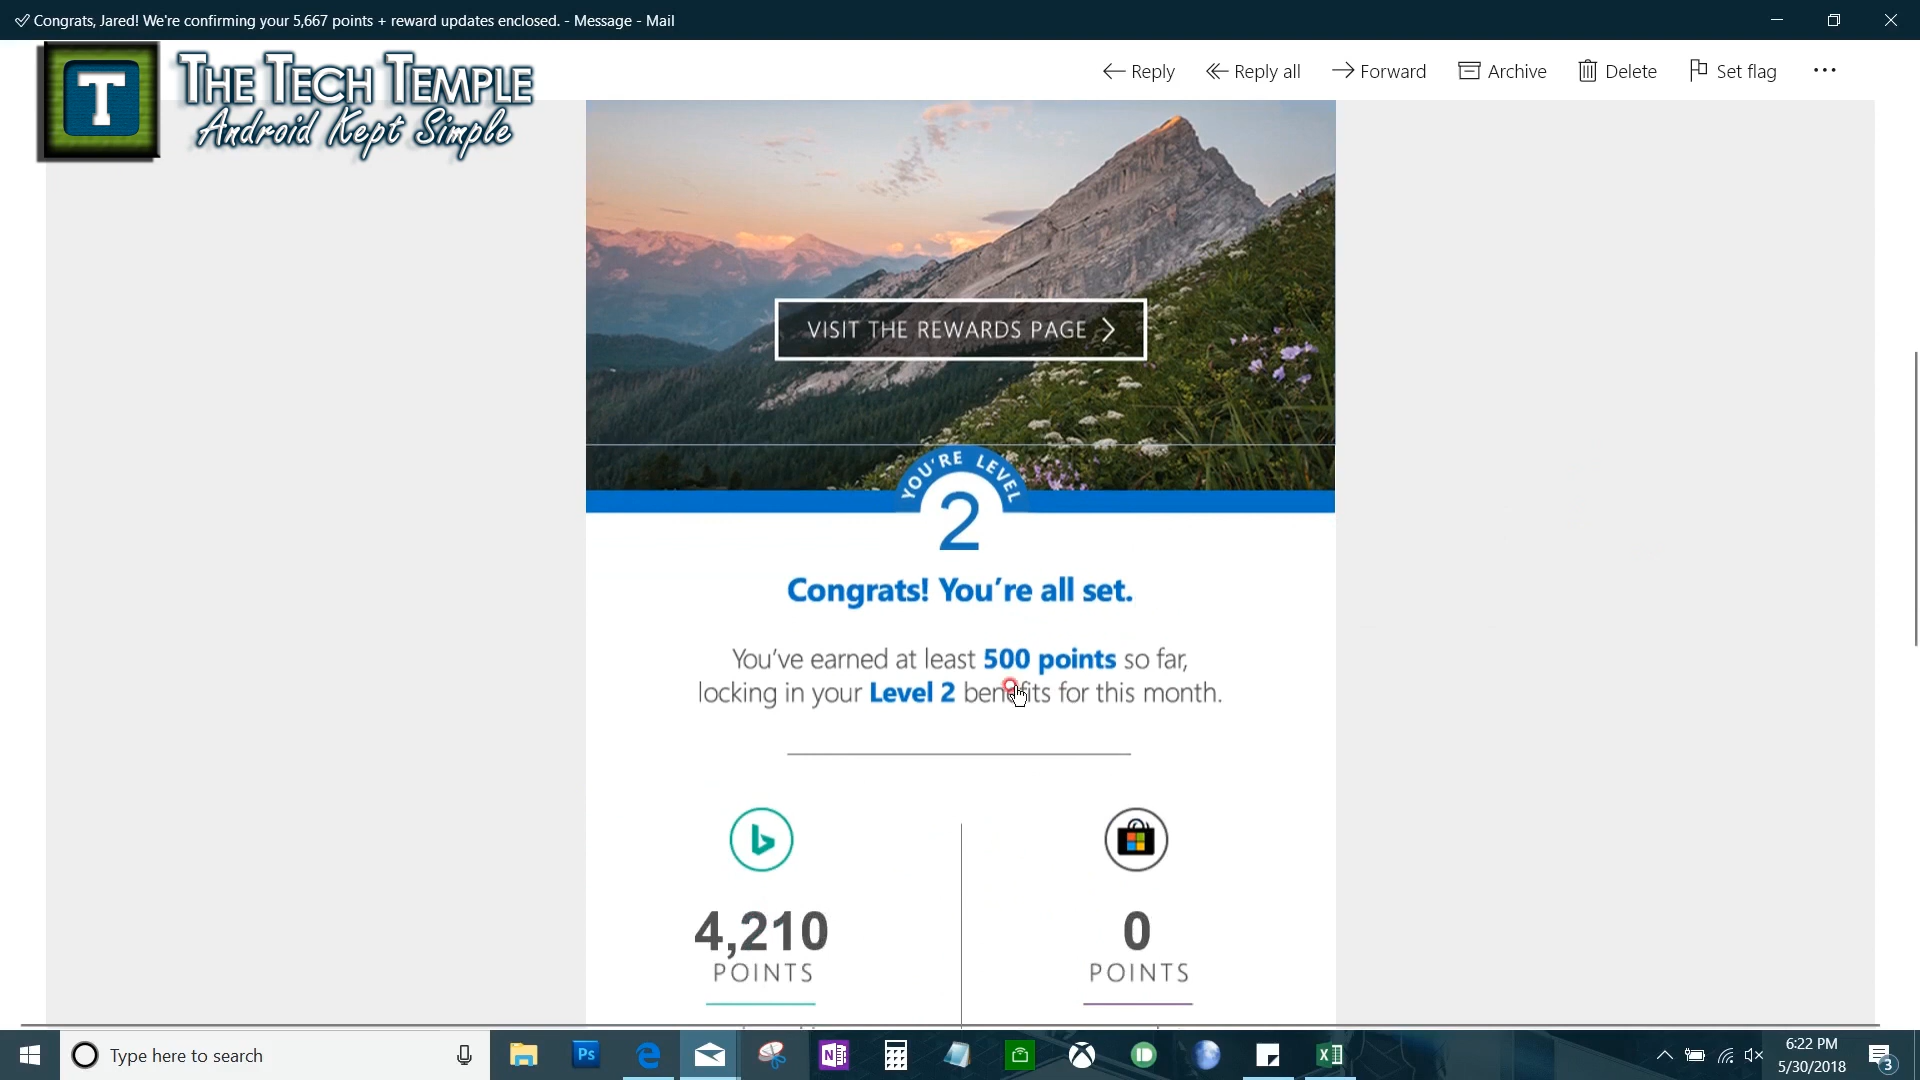 Congrats, Jared! We're confirming your 5,667 points + reward updates enclosed. - Message - Mail
T
THE TECH TEMPLE
Android Kept Simple
Reply
Reply all
Forward
Archive
Delete
Set flag
VISIT THE REWARDS PAGE
YOU'RE LEVEL
2
Congrats! You're all set.
You've earned at least 500 points so far,
locking in your Level 2 benefits for this month.
4,210
POINTS
0
POINTS
Type here to search
Ps
6:22 PM
5/30/2018
3